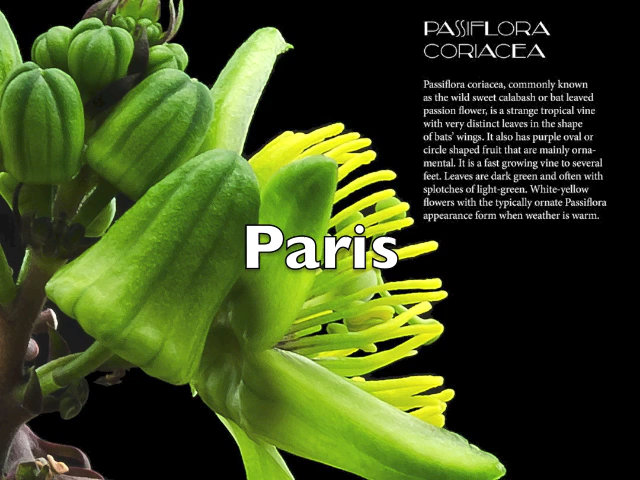 PASSIFLORA
CORIACEA
Passiflora coriacea, commonly known
as the wild sweet calabash or bat leaved
passion flower, is a strange tropical vine
with very distinct leaves in the shape
of bats' wings. It also has purple oval or
circle shaped fruit that are mainly orna-
mental. It is a fast growing vine to several
feet. Leaves are dark green and often with
splotches of light-green. White-yellow
flowers with the typically ornate Passiflora
appearance form when weather is warm.
Paris